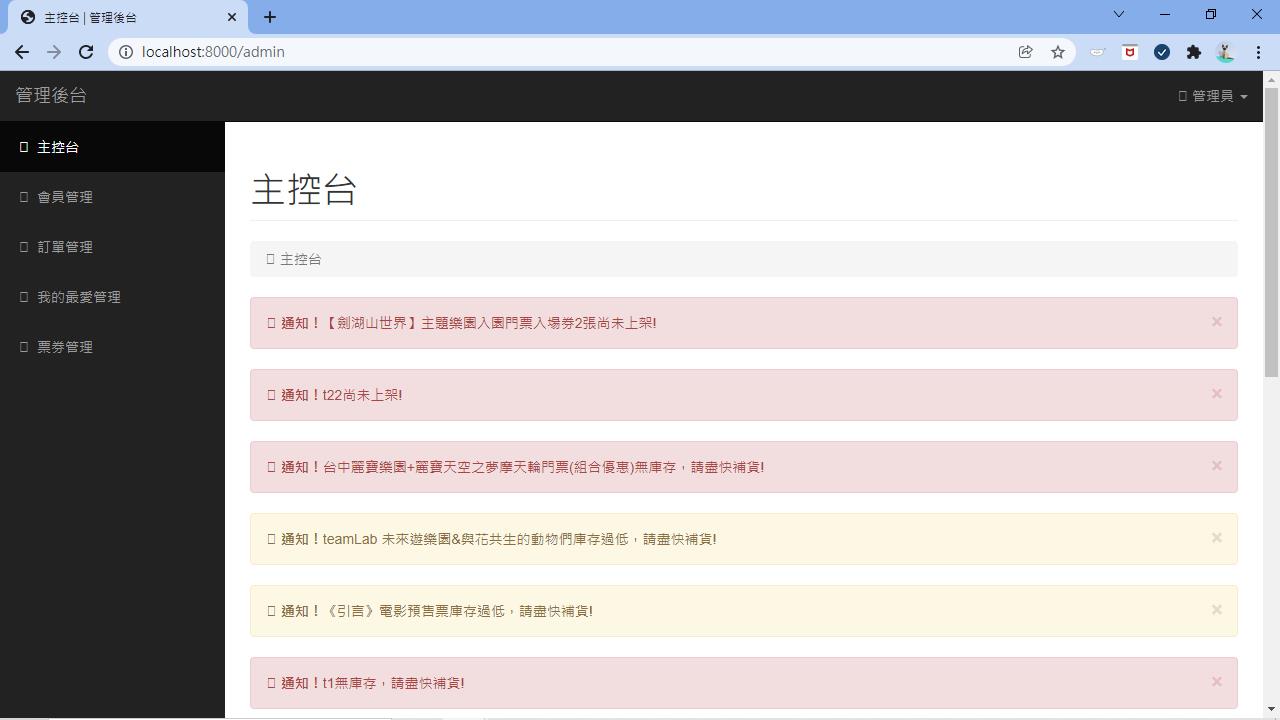 主控台 | 管理後台
localhost:8000/admin
管理後台
管理員
主控台
會員管理
訂單管理
我的最愛管理
票券管理
主控台
主控台
通知！【劍湖山世界】主題樂園入園門票入場券2張尚未上架!
通知！t22尚未上架!
通知！台中麗寶樂園+麗寶天空之夢摩天輪門票(組合優惠)無庫存，請盡快補貨!
通知！teamLab 未來遊樂園&與花共生的動物們庫存過低，請盡快補貨!
通知！《引言》電影預售票庫存過低，請盡快補貨!
通知！t1無庫存，請盡快補貨!